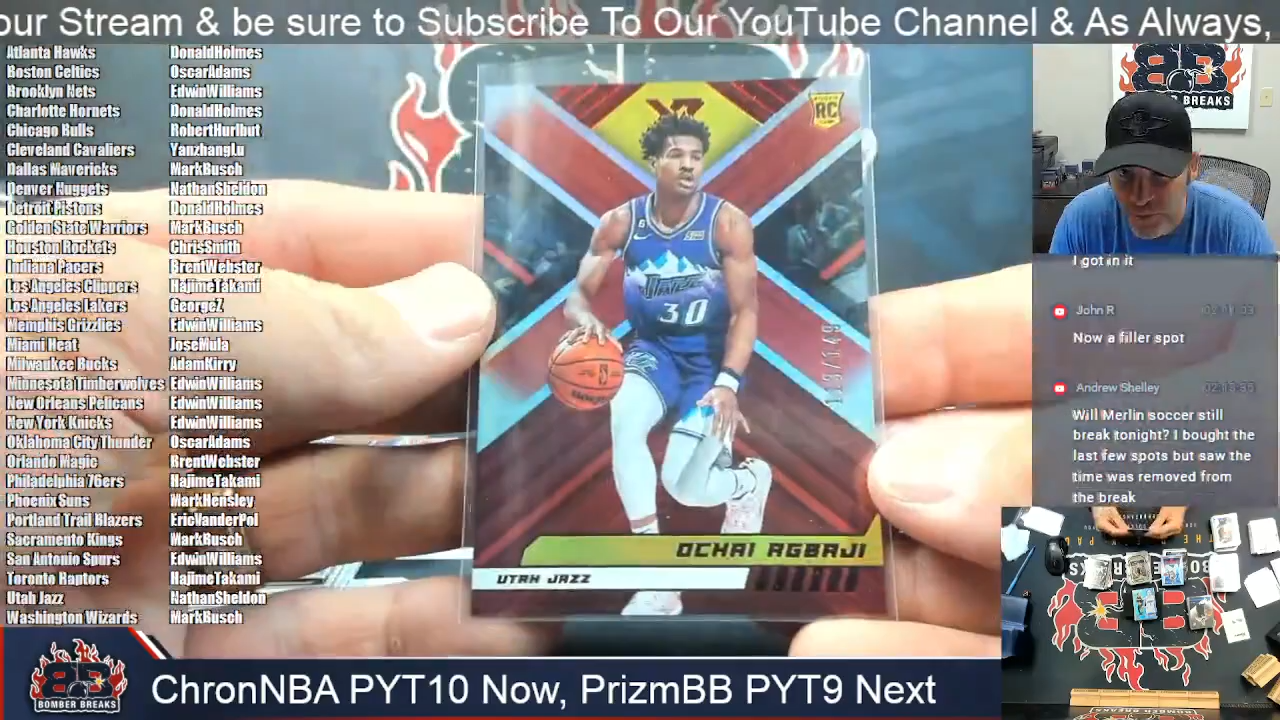 our Stream & be sure to Subscribe To Our YouTube Channel & As Always,
Atlanta Hawks DonaldHolmes
Boston Celtics OscarAdams
Brooklyn Nets EdwinWilliams
Charlotte Hornets DonaldHolmes
Chicago Bulls RobertHurlbut
Cleveland Cavaliers YanzhangLu
Dallas Mavericks MarkBusch
Denver Nuggets NathanSheldon
Detroit Pistons DonaldHolmes
Golden State Warriors MarkBusch
Houston Rockets ChrisSmith
Indiana Pacers BrentWebster
Los Angeles Clippers HajimeTakami
Los Angeles Lakers GeorgeZ
Memphis Grizzlies EdwinWilliams
Miami Heat JoseMula
Milwaukee Bucks AdamKirry
Minnesota Timberwolves EdwinWilliams
New Orleans Pelicans EdwinWilliams
New York Knicks EdwinWilliams
Oklahoma City Thunder OscarAdams
Orlando Magic BrentWebster
Philadelphia 76ers HajimeTakami
Phoenix Suns MarkHensley
Portland Trail Blazers EricVanderPol
Sacramento Kings MarkBusch
San Antonio Spurs EdwinWilliams
Toronto Raptors HajimeTakami
Utah Jazz NathanSheldon
Washington Wizards MarkBusch
RC
JAZZ
30
OCHAI AGBAJI
UTAH JAZZ
BB
BER BREAKS
I got in it
John R
Now a filler spot
Andrew Shelley
Will Merlin soccer still
break tonight? I bought the
last few spots but saw the
time was removed from
the break
BB
BOMBER BREAKS
ChronNBA PYT10 Now, PrizmBB PYT9 Next